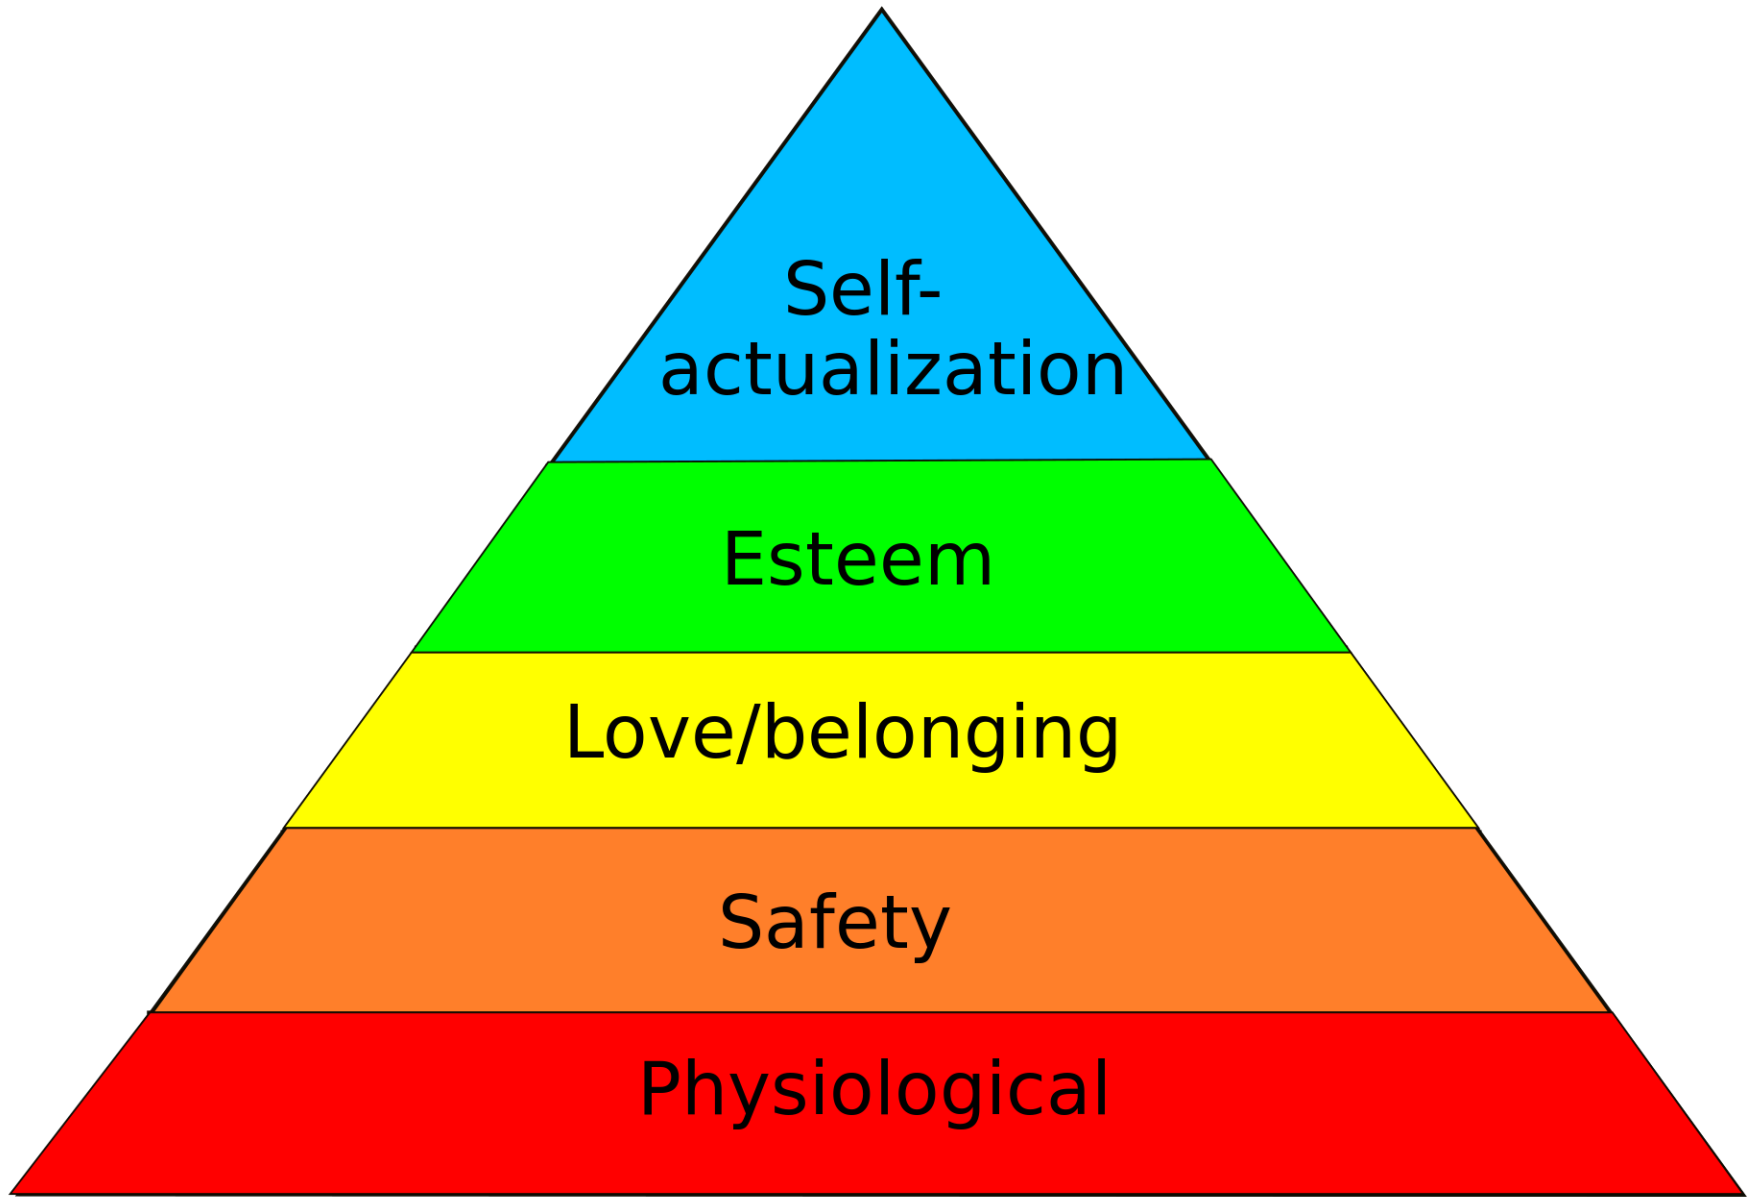 Self-
actualization
Esteem
Love/belonging
Safety
Physiological